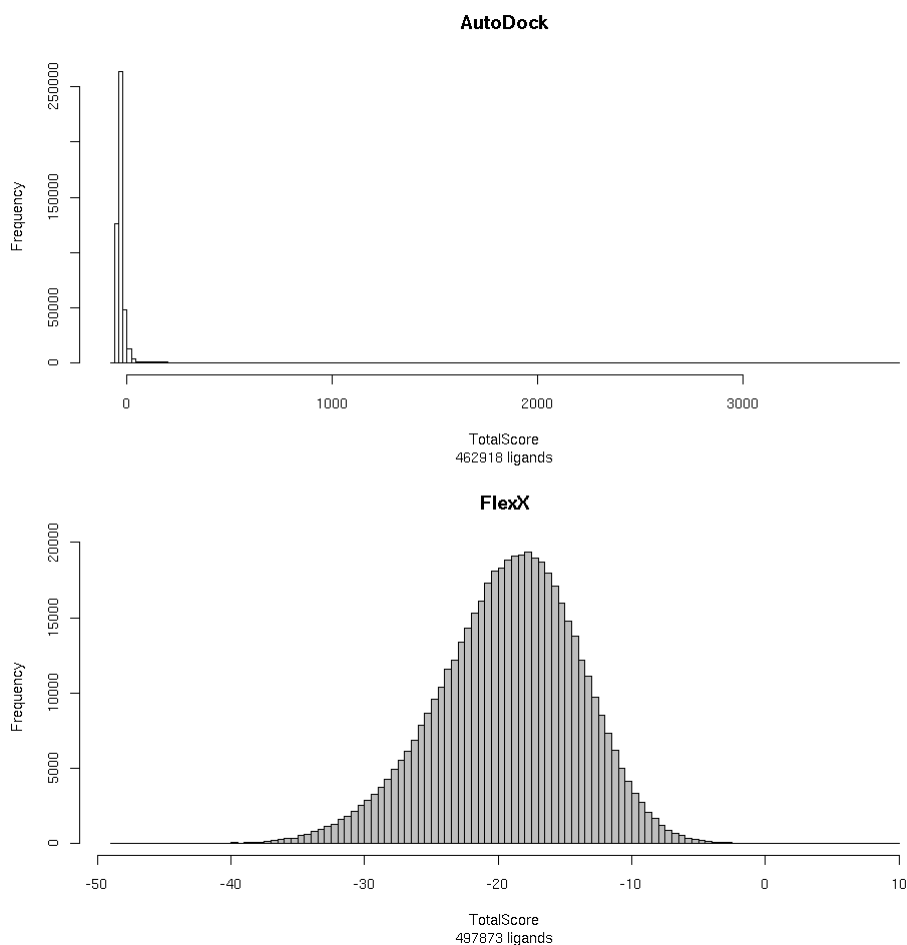 AutoDock
250000
150000
50000
0
Frequency
0 1000 2000 3000
TotalScore
462918 ligands
FlexX
20000
15000
10000
5000
0
Frequency
-50 -40 -30 -20 -10 0 10
TotalScore
497873 ligands